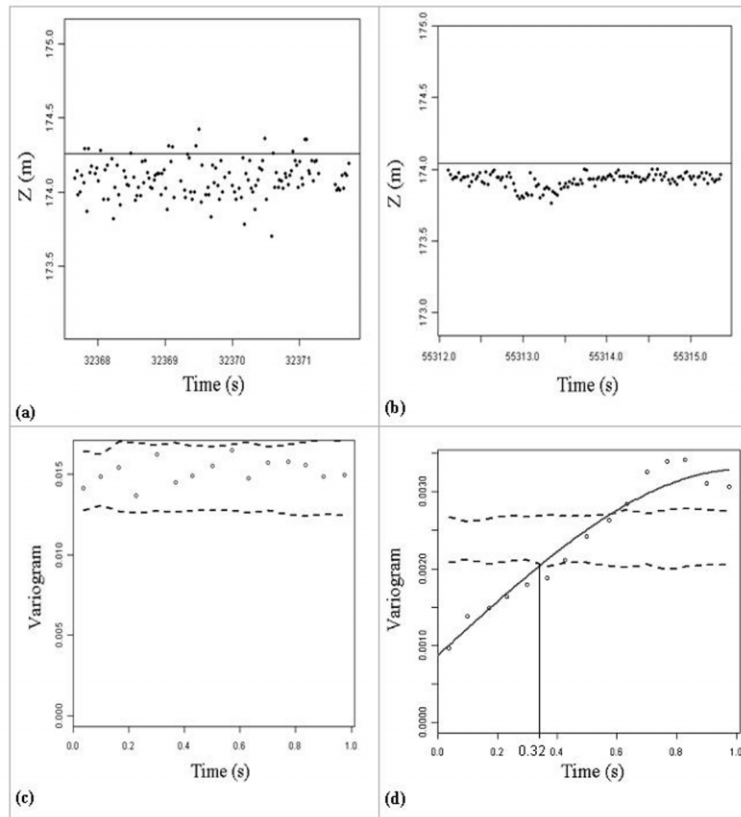 175.0
174.5
174.0
173.5
Z (m)
32368 32369 32370 32371
Time (s)
(a)
175.0
174.5
174.0
173.5
173.0
Z (m)
55312.0 55313.0 55314.0 55315.0
Time (s)
(b)
0.015
0.010
0.005
0.000
Variogram
0.0 0.2 0.4 0.6 0.8 1.0
Time (s)
(c)
0.0030
0.0020
0.0010
0.0000
Variogram
0.0 0.32 0.4 0.6 0.8 1.0
Time (s)
(d)